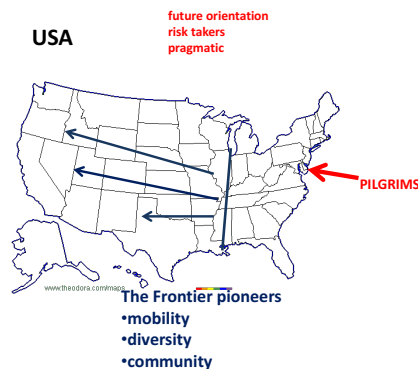 future orientation
risk takers
pragmatic
USA
PILGRIMS
www.theodora.com/maps
The Frontier pioneers
•mobility
•diversity
•community